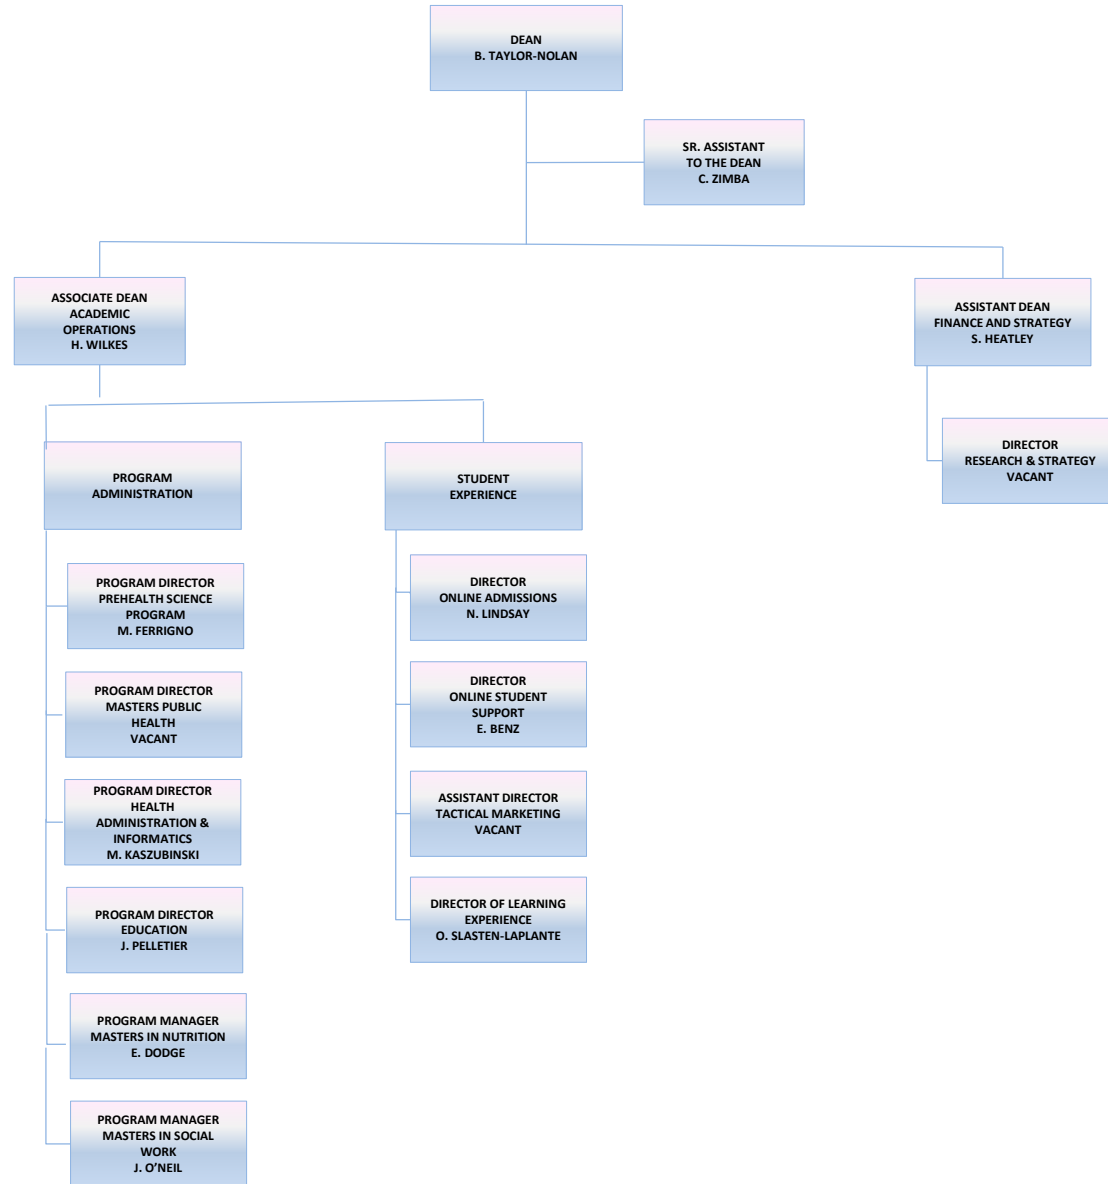 DEAN
B. TAYLOR-NOLAN
SR. ASSISTANT
TO THE DEAN
C. ZIMBA
ASSOCIATE DEAN
ACADEMIC
OPERATIONS
H. WILKES
ASSISTANT DEAN
FINANCE AND STRATEGY
S. HEATLEY
DIRECTOR
RESEARCH & STRATEGY
VACANT
PROGRAM
ADMINISTRATION
STUDENT
EXPERIENCE
PROGRAM DIRECTOR
PREHEALTH SCIENCE
PROGRAM
M. FERRIGNO
PROGRAM DIRECTOR
MASTERS PUBLIC
HEALTH
VACANT
PROGRAM DIRECTOR
HEALTH
ADMINISTRATION &
INFORMATICS
M. KASZUBINSKI
PROGRAM DIRECTOR
EDUCATION
J. PELLETIER
PROGRAM MANAGER
MASTERS IN NUTRITION
E. DODGE
PROGRAM MANAGER
MASTERS IN SOCIAL
WORK
J. O’NEIL
DIRECTOR
ONLINE ADMISSIONS
N. LINDSAY
DIRECTOR
ONLINE STUDENT
SUPPORT
E. BENZ
ASSISTANT DIRECTOR
TACTICAL MARKETING
VACANT
DIRECTOR OF LEARNING
EXPERIENCE
O. SLASTEN-LAPLANTE